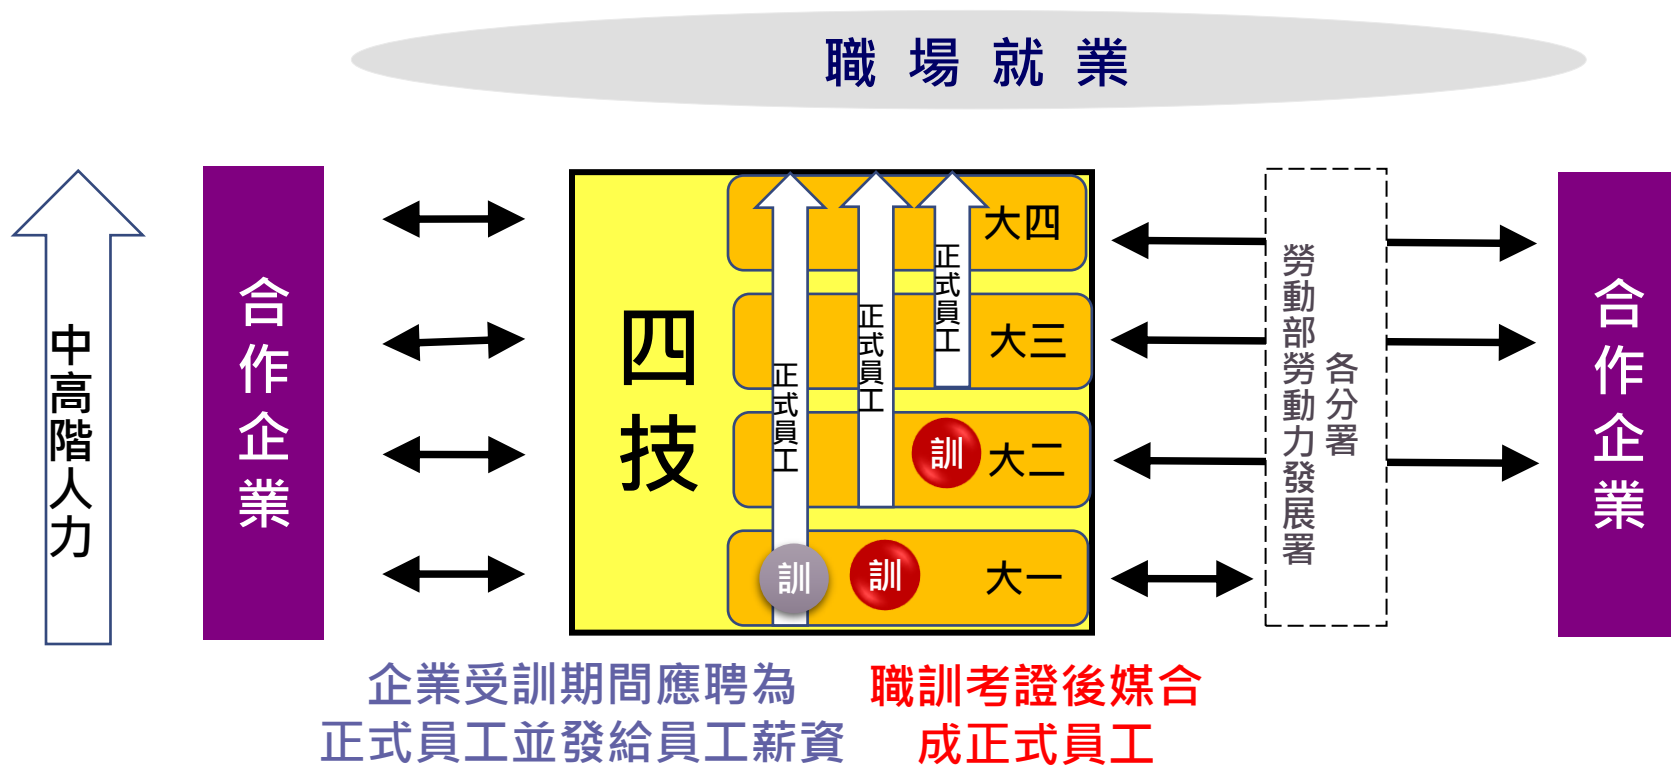 職場就業
中高階人力
合作企業
四技
大四
正式員工
正式員工
正式員工
大三
訓
大二
訓
訓
大一
勞動部勞動力發展署
各分署
合作企業
企業受訓期間應聘為
正式員工並發給員工薪資
職訓考證後媒合
成正式員工